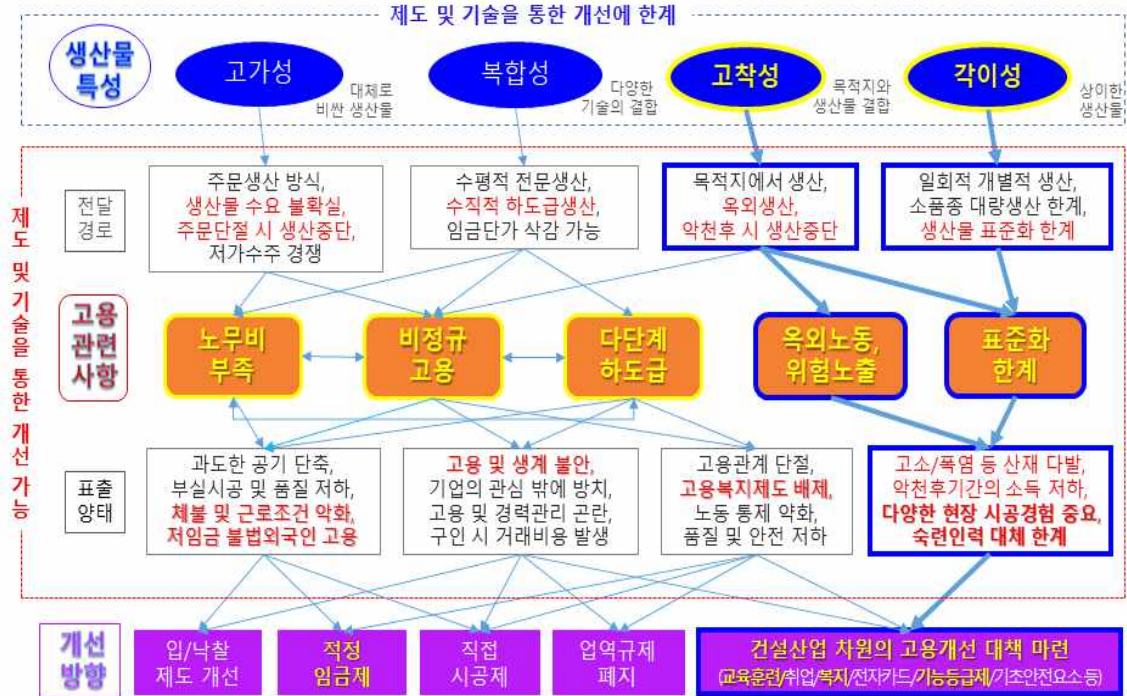 제도 및 기술을 통한 개선에 한계
생산물
특성
고가성
대체로
비싼 생산물
복합성
다양한
기술의 결합
고착성
목적지와
생산물 결합
각이성
상이한
생산물
제도 및 기술을 통한 개선 가능
전달
경로
주문생산 방식,
생산물 수요 불확실,
주문단절 시 생산중단,
저가수주 경쟁
수평적 전문생산,
수직적 하도급생산,
임금단가 삭감 가능
목적지에서 생산,
옥외생산,
악천후 시 생산중단
일회적 개별적 생산,
소품종 대량생산 한계,
생산물 표준화 한계
고용
관련
사항
노무비
부족
비정규
고용
다단계
하도급
옥외노동,
위험노출
표준화
한계
표출
양태
과도한 공기 단축,
부실시공 및 품질 저하,
체불 및 근로조건 악화,
저임금 불법외국인 고용
고용 및 생계 불안,
기업의 관심 밖에 방치,
고용 및 경력관리 곤란,
구인 시 거래비용 발생
고용관계 단절,
고용복지제도 배제,
노동 통제 약화,
품질 및 안전 저하
고소/폭염 등 산재 다발,
악천후기간의 소득 저하,
다양한 현장 시공경험 중요,
숙련인력 대체 한계
개선
방향
입/낙찰
제도 개선
적정
임금제
직접
시공제
업역규제
폐지
건설산업 차원의 고용개선 대책 마련
(교육훈련/취업/복지/전자카드/기능등급제/기초안전요소 등)